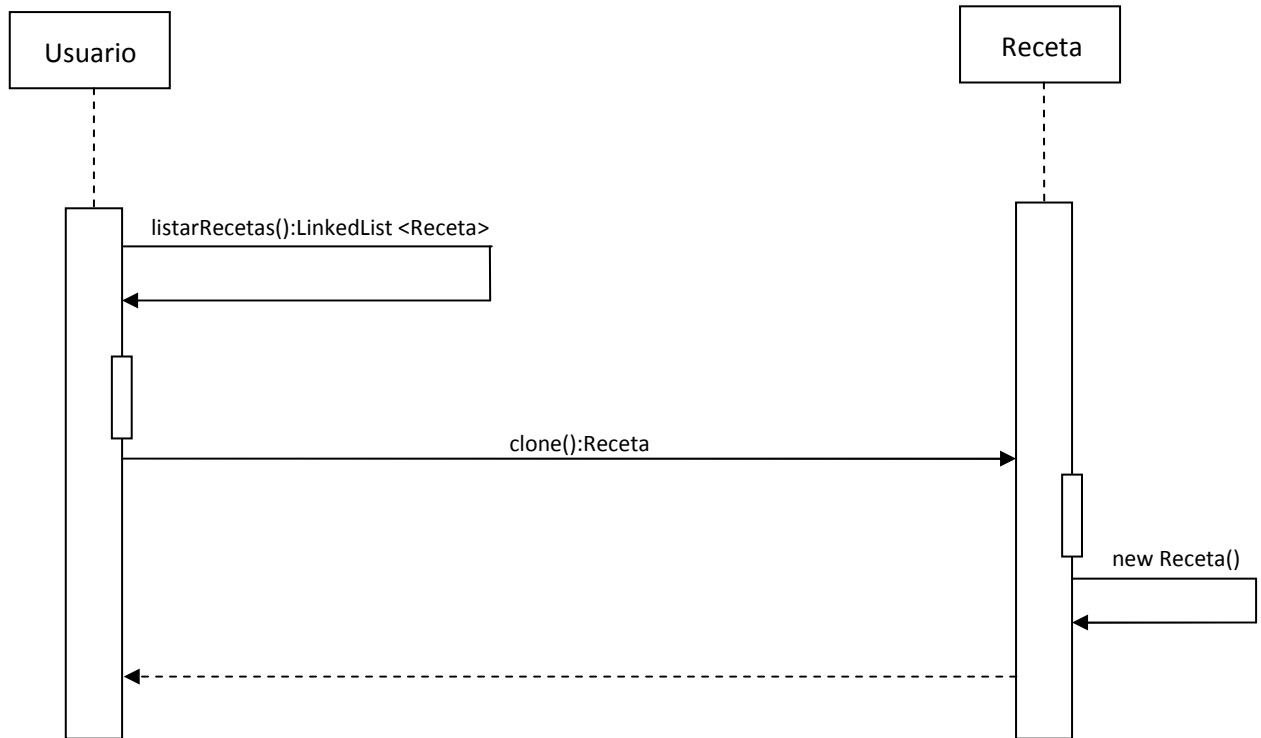 Usuario
Receta
listarRecetas():LinkedList <Receta>
clone():Receta
new Receta()